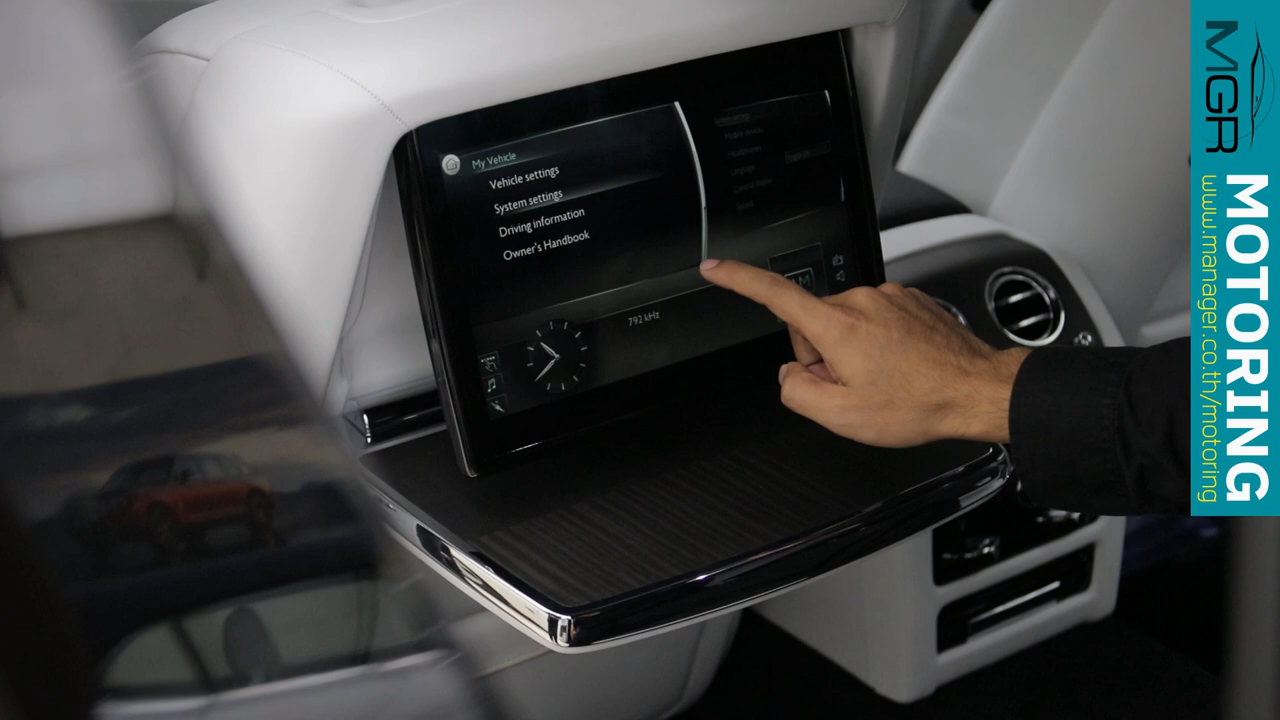 My Vehicle
Vehicle settings
System settings
Driving information
Owner's Handbook
792 kHz
Language
MGR
MOTORING
www.manager.co.th/motoring